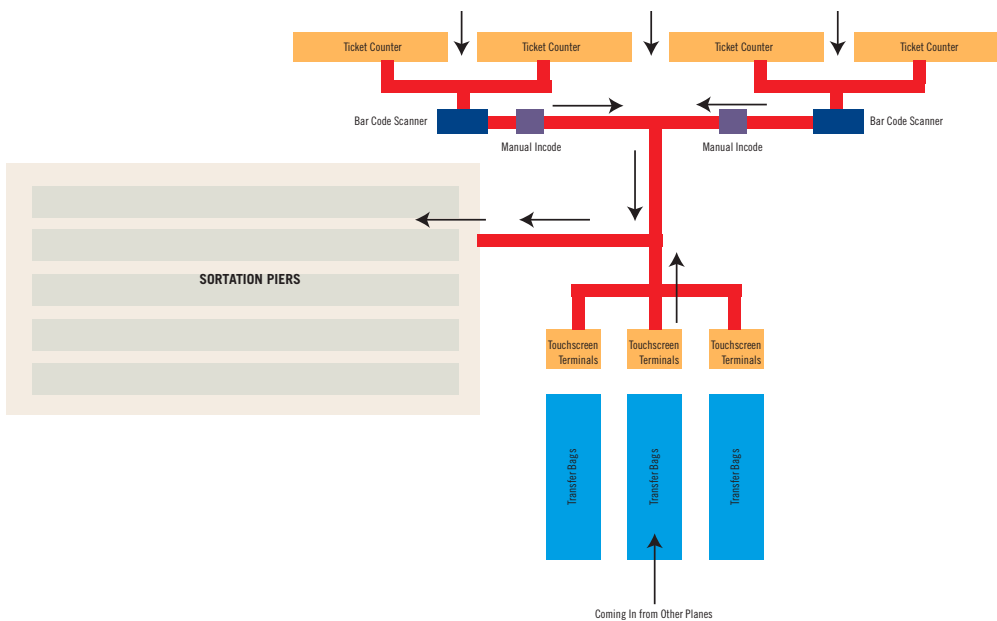 Ticket Counter
Ticket Counter
Ticket Counter
Ticket Counter
Bar Code Scanner
Bar Code Scanner
Manual Incode
Manual Incode
SORTATION PIERS
Touchscreen
Terminals
Touchscreen
Terminals
Touchscreen
Terminals
Transfer Bags
Transfer Bags
Transfer Bags
Coming In from Other Planes